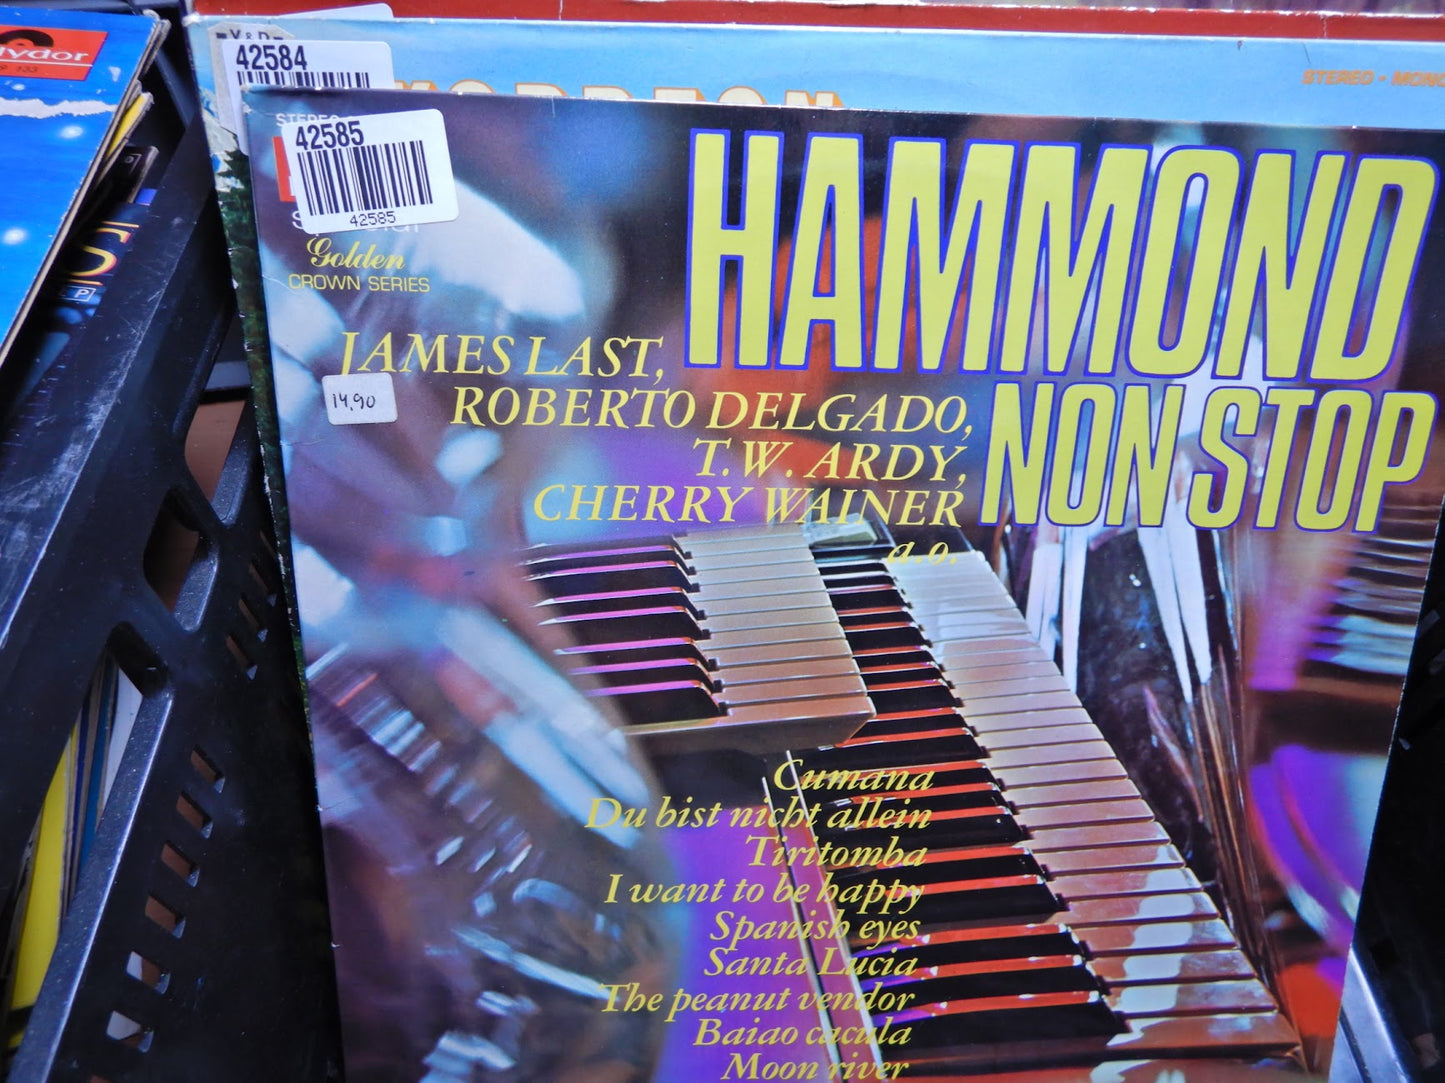 lydor
42584
STEREO • MONO
STEREO
42585
42585
Golden
CROWN SERIES
HAMMOND
NON STOP
JAMES LAST,
14,90
ROBERTO DELGADO,
T. W. ARDY,
CHERRY WAINER
a.o.
Cumana
Du bist nicht allein
Tiritomba
I want to be happy
Spanish eyes
Santa Lucia
The peanut vendor
Baiao cacula
Moon river